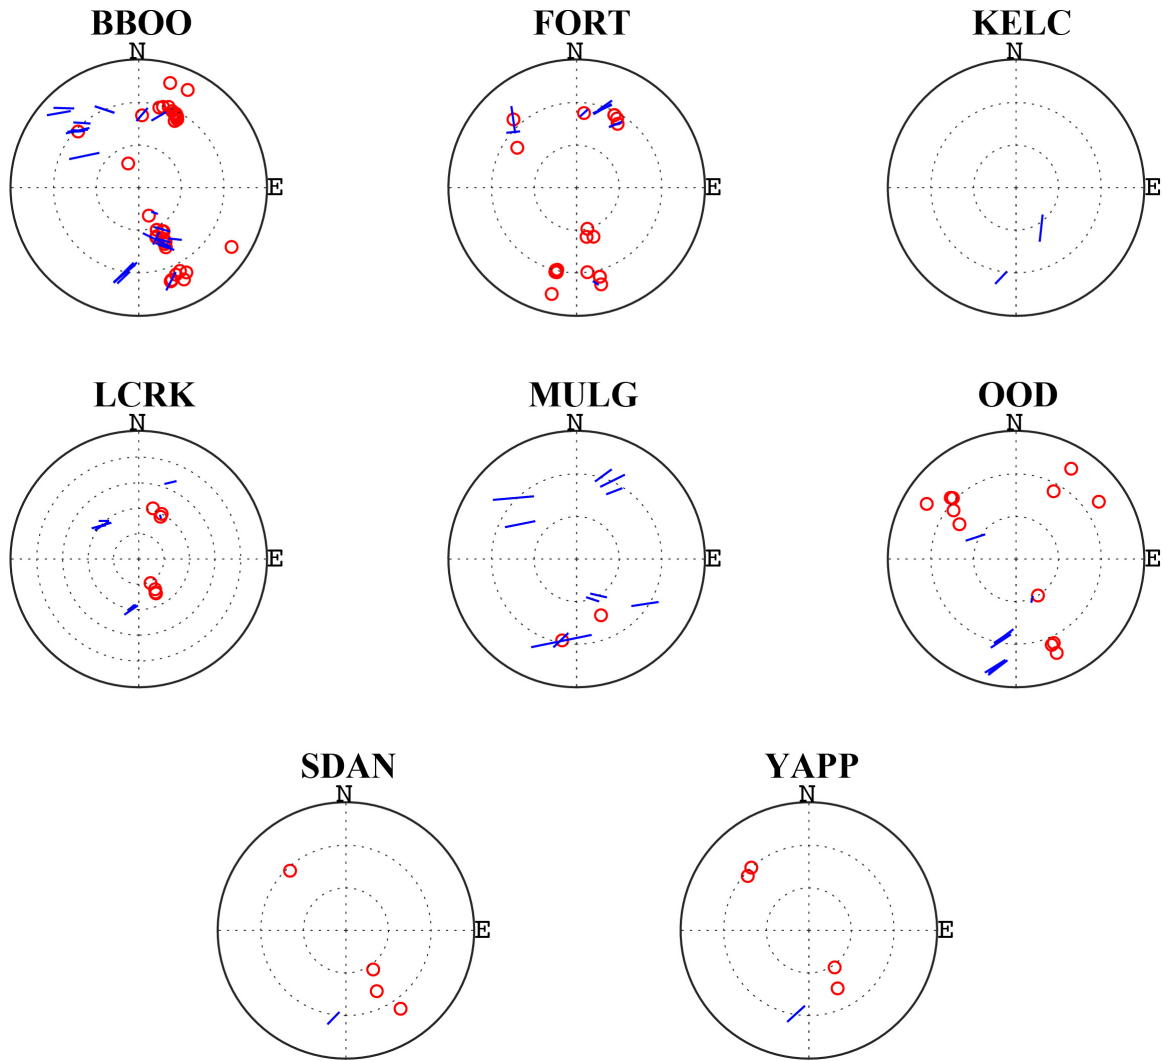 BBOO FORT KELC
N N N
E E E
LCRK MULG OOD
N N N
E E E
SDAN YAPP
N N
E E